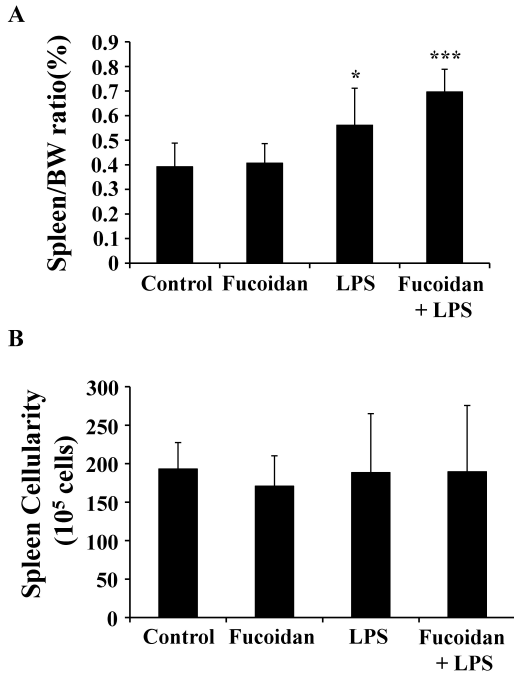 A
Spleen/BW ratio(%)
0.9
0.8
0.7
0.6
0.5
0.4
0.3
0.2
0.1
0
*
***
Control Fucoidan LPS Fucoidan
+ LPS
B
Spleen Cellularity
(10⁵ cells)
300
250
200
150
100
50
0
Control Fucoidan LPS Fucoidan
+ LPS